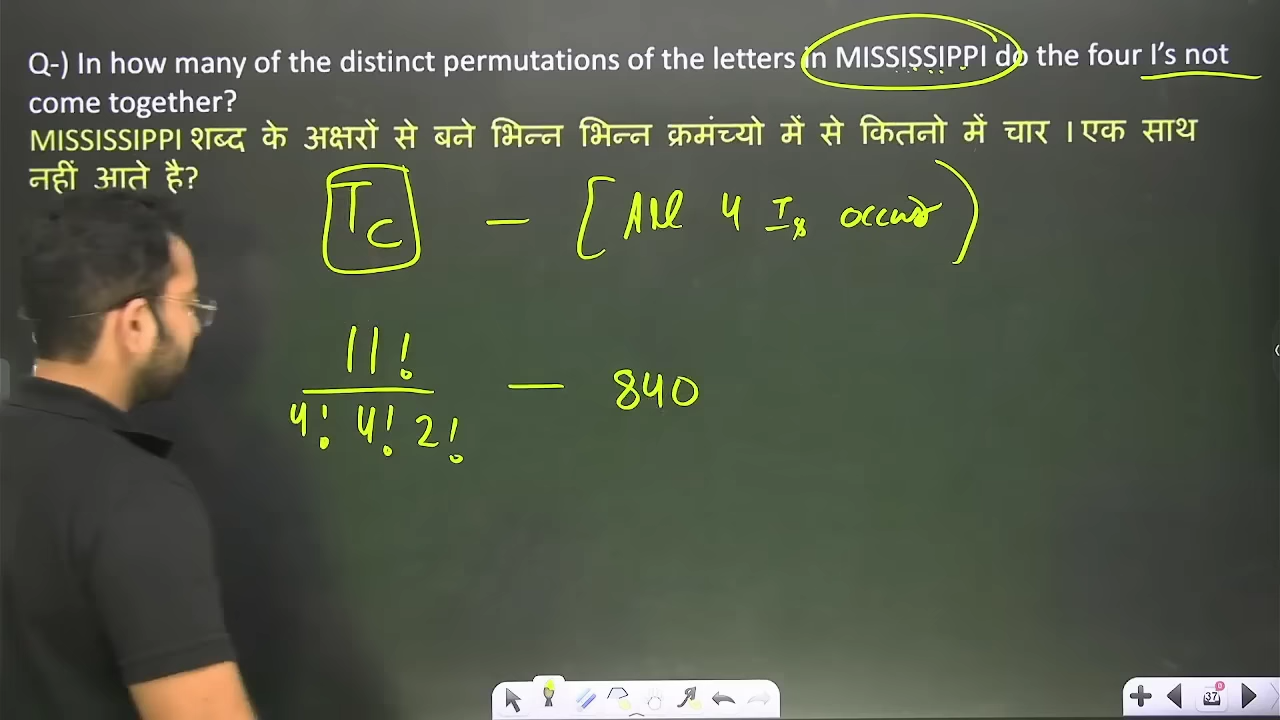 Q-) In how many of the distinct permutations of the letters in MISSISSIPPI do the four I's not
come together?
MISSISSIPPI शब्द के अक्षरों से बने भिन्न भिन्न क्रमंच्यो में से कितनो में चार I एक साथ
नहीं आते है?
TC - [All 4 Is occur)
11!
4! 4! 2!
- 840
37